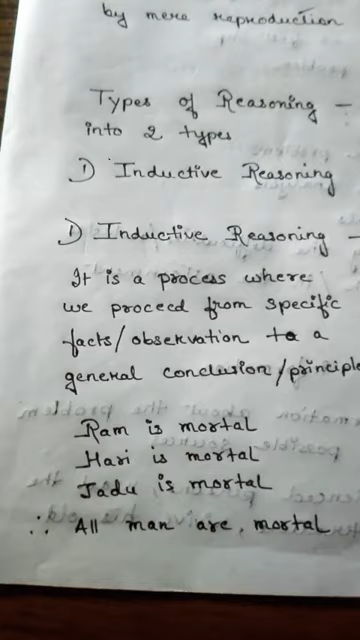 by mere reproduction
Types of Reasoning —
into 2 types
1) Inductive Reasoning
1) Inductive Reasoning —
It is a process where
we proceed from specific
facts/observation to a
general conclusion/principle
Ram is mortal
Hari is mortal
Jadu is mortal
∴ All man are, mortal